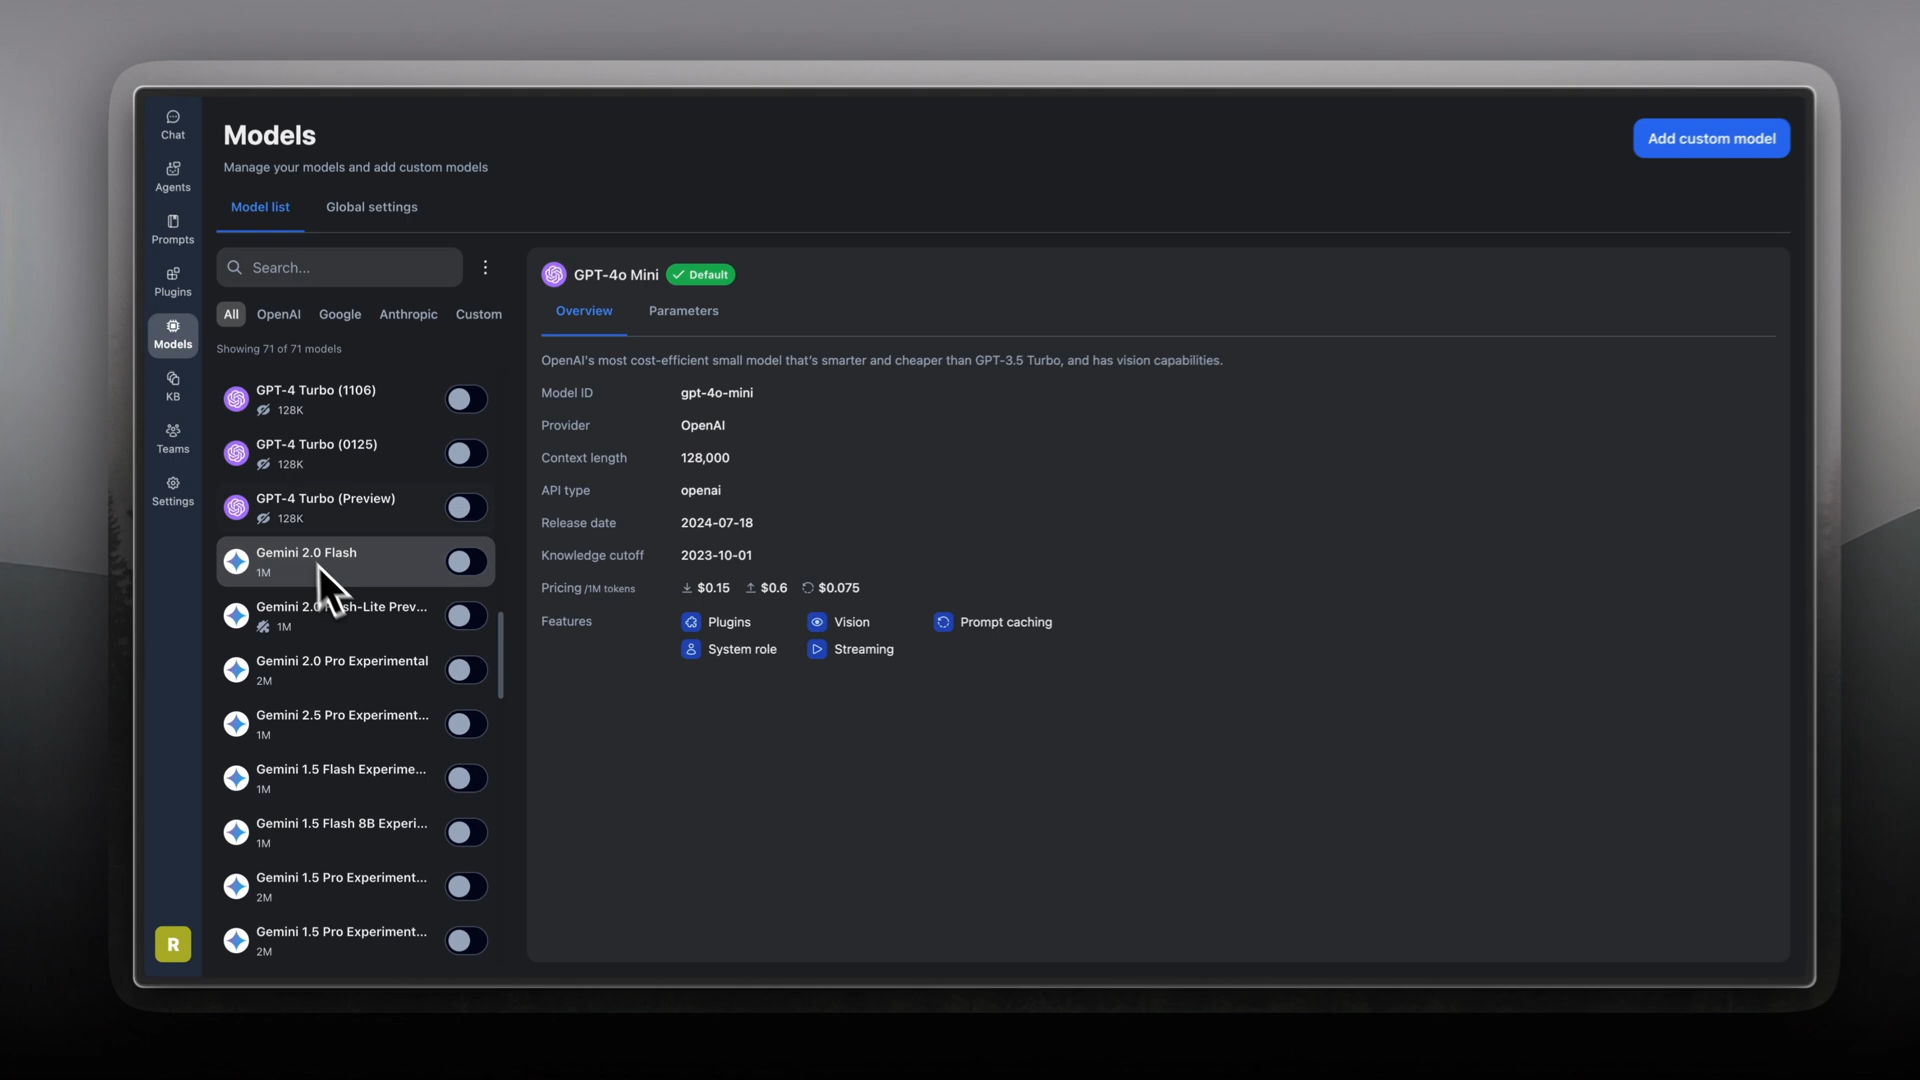 Chat
Agents
Prompts
Plugins
Models
KB
Teams
Settings
R
Models
Manage your models and add custom models
Add custom model
Model list
Global settings
Search...
All
OpenAI
Google
Anthropic
Custom
Showing 71 of 71 models
GPT-4 Turbo (1106)
128K
GPT-4 Turbo (0125)
128K
GPT-4 Turbo (Preview)
128K
Gemini 2.0 Flash
1M
Gemini 2.0 sh-Lite Prev...
1M
Gemini 2.0 Pro Experimental
2M
Gemini 2.5 Pro Experiment...
1M
Gemini 1.5 Flash Experime...
1M
Gemini 1.5 Flash 8B Experi...
1M
Gemini 1.5 Pro Experiment...
2M
Gemini 1.5 Pro Experiment...
2M
GPT-4o Mini
Default
Overview
Parameters
OpenAI's most cost-efficient small model that's smarter and cheaper than GPT-3.5 Turbo, and has vision capabilities.
Model ID gpt-4o-mini
Provider OpenAI
Context length 128,000
API type openai
Release date 2024-07-18
Knowledge cutoff 2023-10-01
Pricing /1M tokens $0.15 $0.6 $0.075
Features Plugins Vision Prompt caching
System role Streaming